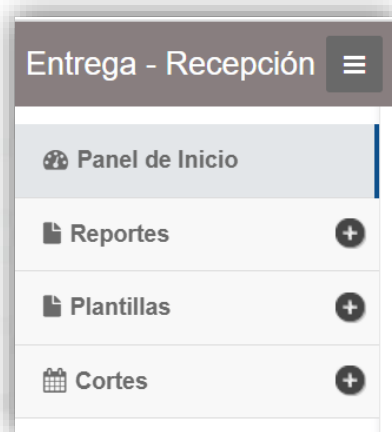 Entrega - Recepción
Panel de Inicio
Reportes
Plantillas
Cortes